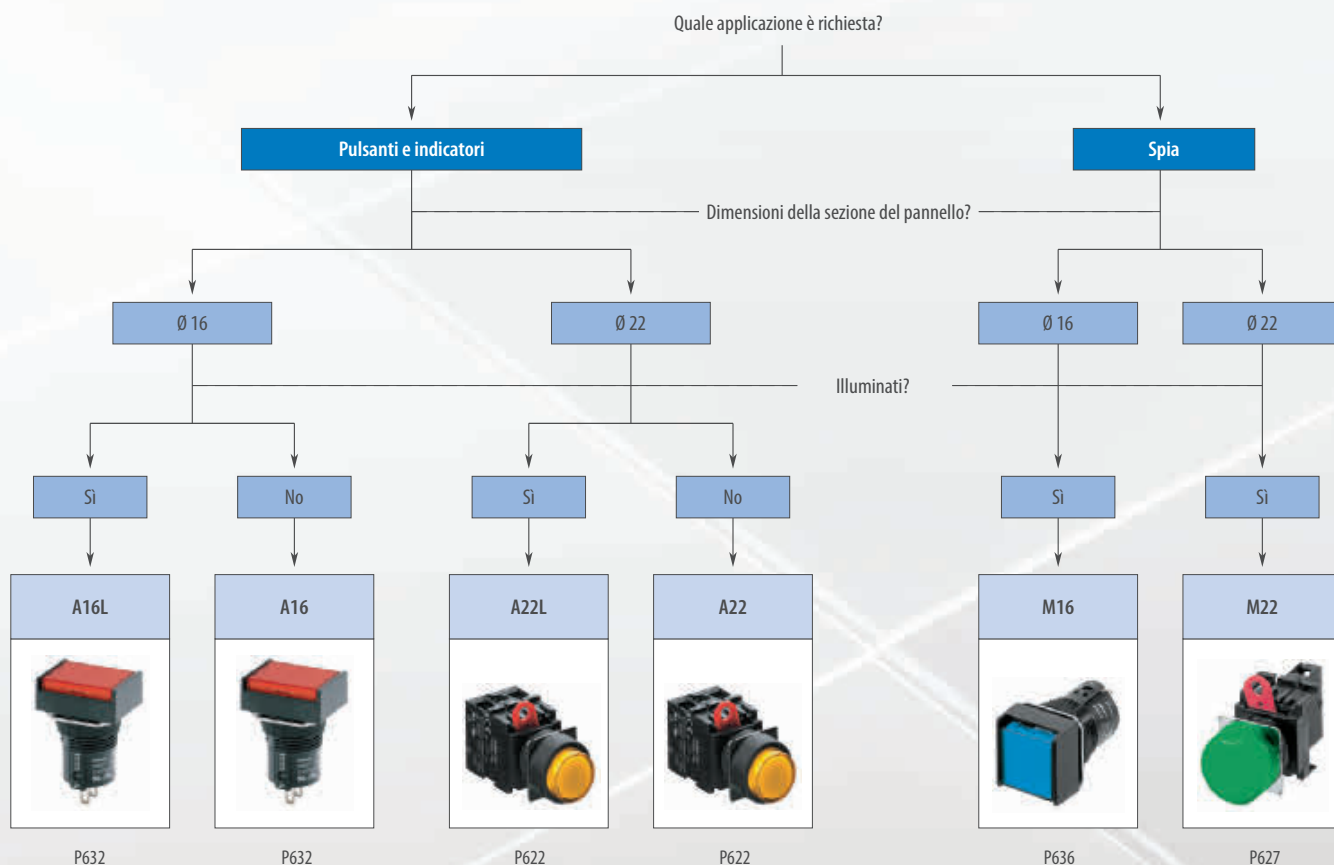 Quale applicazione è richiesta?
Pulsanti e indicatori
Spia
Dimensioni della sezione del pannello?
Ø 16
Ø 22
Ø 16
Ø 22
Illuminati?
Sì
No
Sì
No
Sì
Sì
A16L
A16
A22L
A22
M16
M22
P632
P632
P622
P622
P636
P627